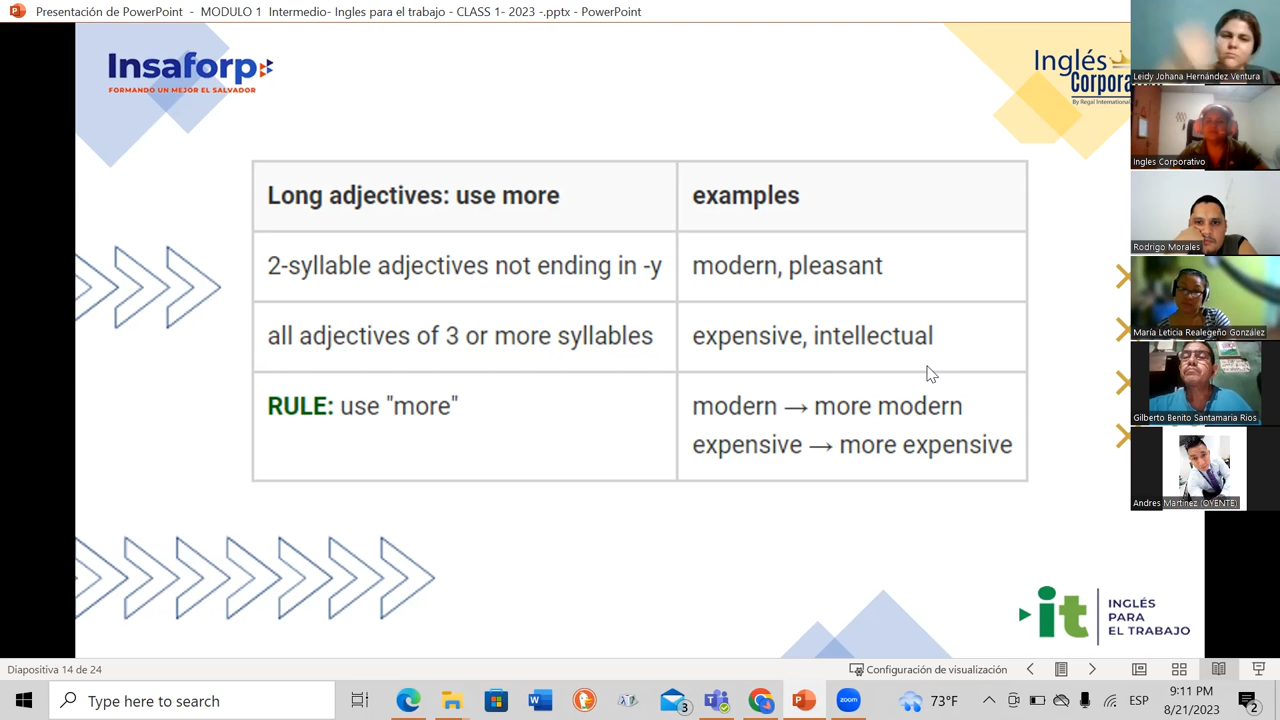 Presentación de PowerPoint - MODULO 1 Intermedio- Ingles para el trabajo - CLASS 1- 2023 -.pptx - PowerPoint
Insaforp
FORMANDO UN MEJOR EL SALVADOR
Inglés
Corpora
By Regal International
Long adjectives: use more
examples
2-syllable adjectives not ending in -y
modern, pleasant
all adjectives of 3 or more syllables
expensive, intellectual
RULE: use "more"
modern → more modern
expensive → more expensive
Leidy Johana Hernández Ventura
Ingles Corporativo
Rodrigo Morales
María Leticia Realegeño González
Gilberto Benito Santamaria Rios
Andres Martinez (OYENTE)
it
INGLÉS
PARA
EL TRABAJO
Diapositiva 14 de 24
Configuración de visualización
Type here to search
3
73°F
ESP
9:11 PM
8/21/2023
2